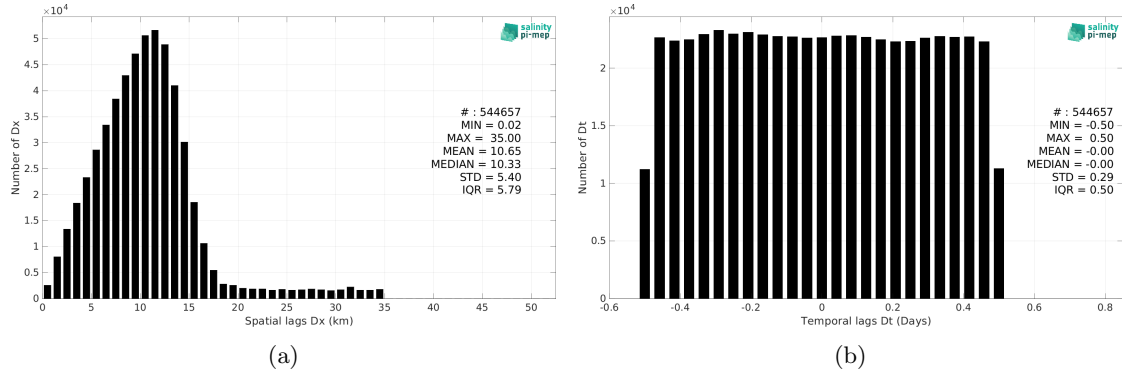 ×10⁴
5
4.5
4
3.5
3
2.5
2
1.5
1
0.5
0
Number of Dx
0 5 10 15 20 25 30 35 40 45 50
Spatial lags Dx (km)
salinity
pi-mep
# : 544657
MIN = 0.02
MAX = 35.00
MEAN = 10.65
MEDIAN = 10.33
STD = 5.40
IQR = 5.79
(a)
×10⁴
2
1.5
1
0.5
0
Number of Dt
-0.6 -0.4 -0.2 0 0.2 0.4 0.6 0.8
Temporal lags Dt (Days)
salinity
pi-mep
# : 544657
MIN = -0.50
MAX = 0.50
MEAN = -0.00
MEDIAN = -0.00
STD = 0.29
IQR = 0.50
(b)